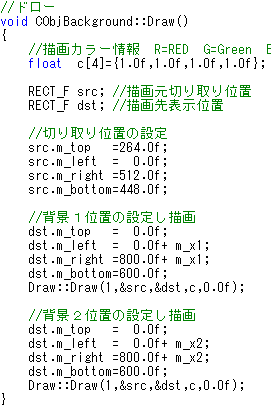 //ドロー
void CObjBackground::Draw()
{
//描画カラー情報 R=RED G=Green
float c[4]={1.0f,1.0f,1.0f,1.0f};
RECT_F src; //描画元切り取り位置
RECT_F dst; //描画先表示位置
//切り取り位置の設定
src.m_top =264.0f;
src.m_left = 0.0f;
src.m_right =512.0f;
src.m_bottom=448.0f;
//背景1位置の設定し描画
dst.m_top = 0.0f;
dst.m_left = 0.0f+ m_x1;
dst.m_right =800.0f+ m_x1;
dst.m_bottom=600.0f;
Draw::Draw(1,&src,&dst,c,0.0f);
//背景2位置の設定し描画
dst.m_top = 0.0f;
dst.m_left = 0.0f+ m_x2;
dst.m_right =800.0f+ m_x2;
dst.m_bottom=600.0f;
Draw::Draw(1,&src,&dst,c,0.0f);
}